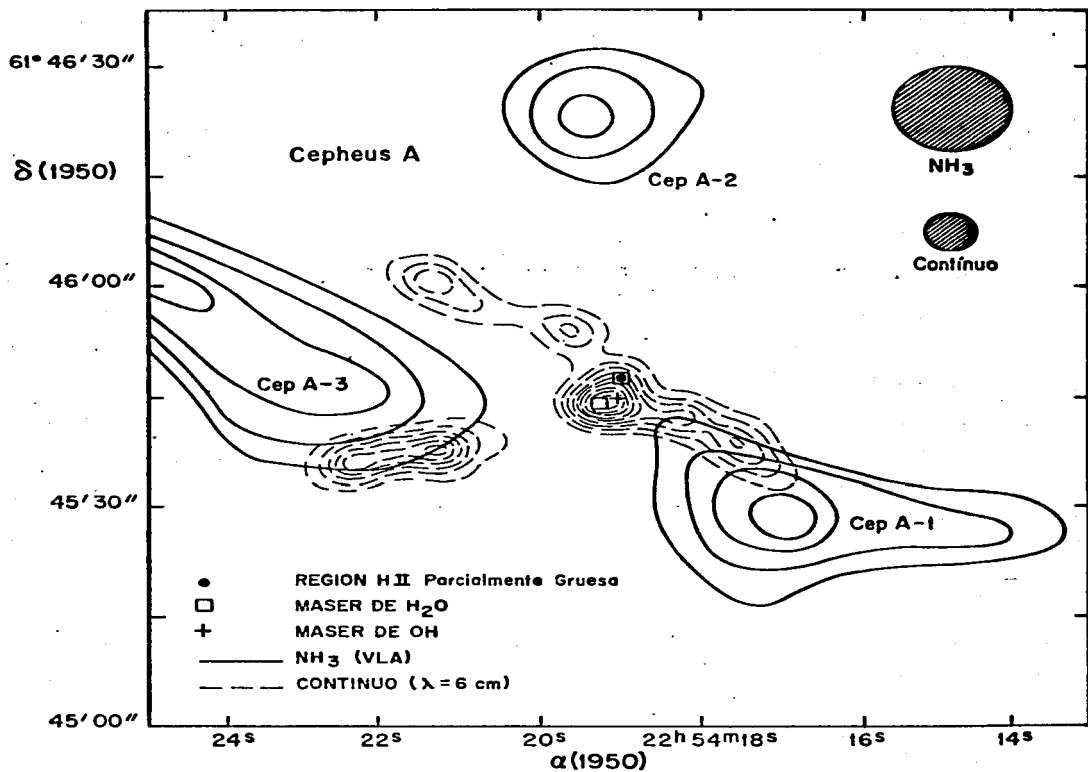 61° 46′30″
δ (1950)
46′00″
45′30″
45′00″
Cepheus A
Cep A-2
NH₃
Contínuo
Cep A-3
Cep A-1
● REGION HII Parcialmente Gruesa
□ MASER DE H₂O
+ MASER DE OH
NH₃ (VLA)
CONTINUO (λ = 6 cm)
24ˢ 22ˢ 20ˢ 22ʰ 54ᵐ 18ˢ 16ˢ 14ˢ
α (1950)